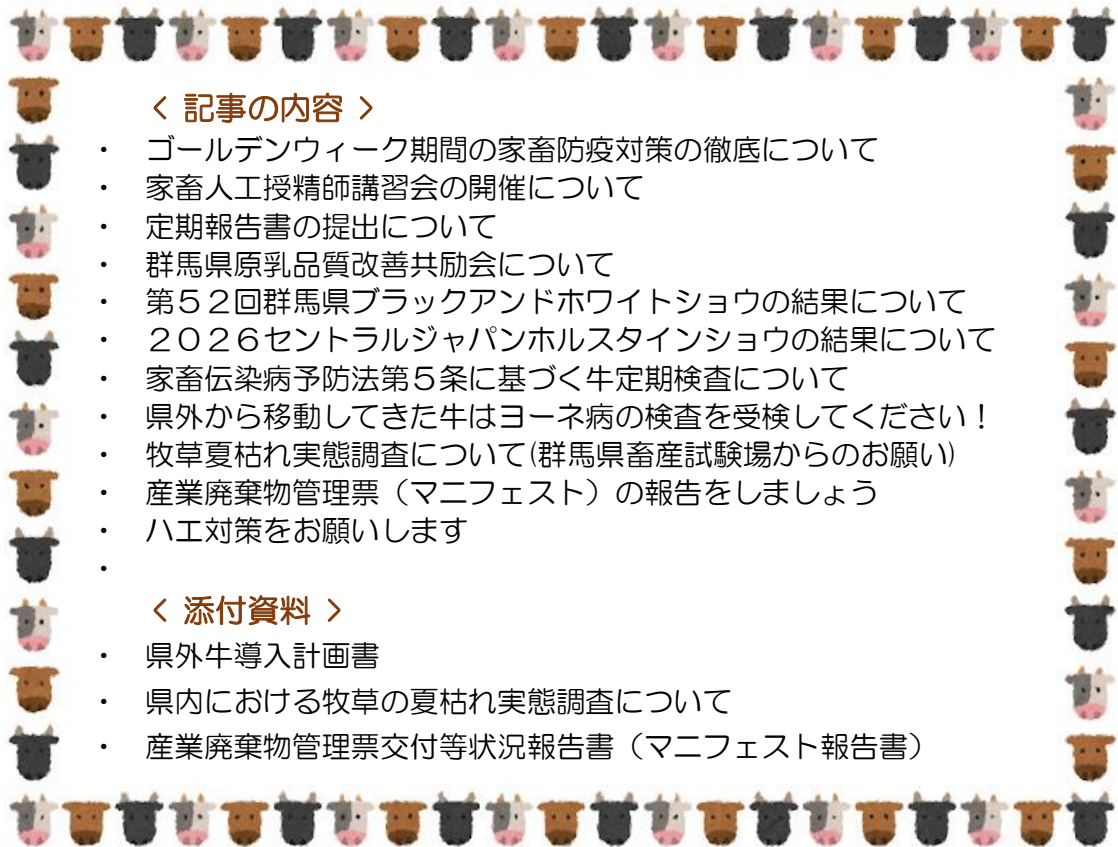 < 記事の内容 >
・ ゴールデンウィーク期間の家畜防疫対策の徹底について
・ 家畜人工授精師講習会の開催について
・ 定期報告書の提出について
・ 群馬県原乳品質改善共励会について
・ 第５２回群馬県ブラックアンドホワイトショウの結果について
・ ２０２６セントラルジャパンホルスタインショウの結果について
・ 家畜伝染病予防法第５条に基づく牛定期検査について
・ 県外から移動してきた牛はヨーネ病の検査を受検してください！
・ 牧草夏枯れ実態調査について(群馬県畜産試験場からのお願い)
・ 産業廃棄物管理票（マニフェスト）の報告をしましょう
・ ハエ対策をお願いします
・
< 添付資料 >
・ 県外牛導入計画書
・ 県内における牧草の夏枯れ実態調査について
・ 産業廃棄物管理票交付等状況報告書（マニフェスト報告書）